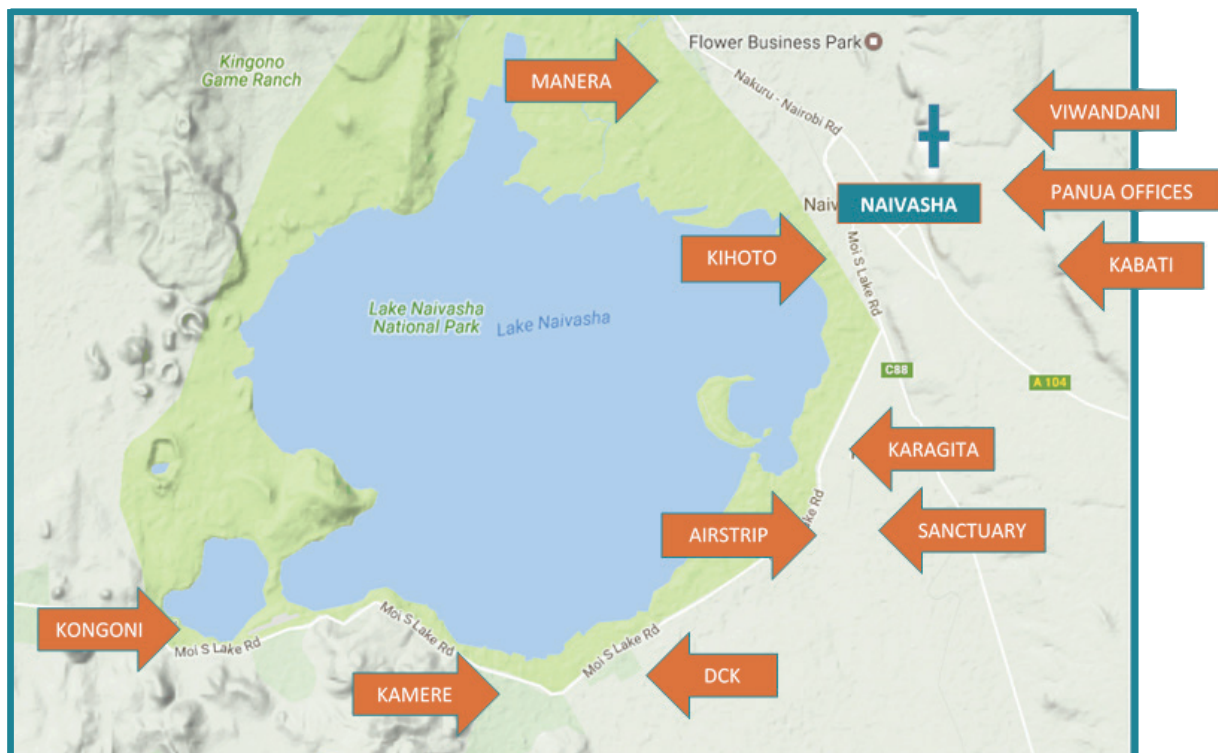 Flower Business Park
Kingono
Game Ranch
MANERA
Nakuru - Nairobi Rd
VIWANDANI
PANUA OFFICES
NAIVASHA
KIHOTO
Moi S Lake Rd
KABATI
Lake Naivasha
National Park
Lake Naivasha
C88
A 104
KARAGITA
AIRSTRIP
Rd
SANCTUARY
KONGONI
Moi S Lake Rd
Moi S Lake Rd
Moi S Lake Rd
KAMERE
DCK